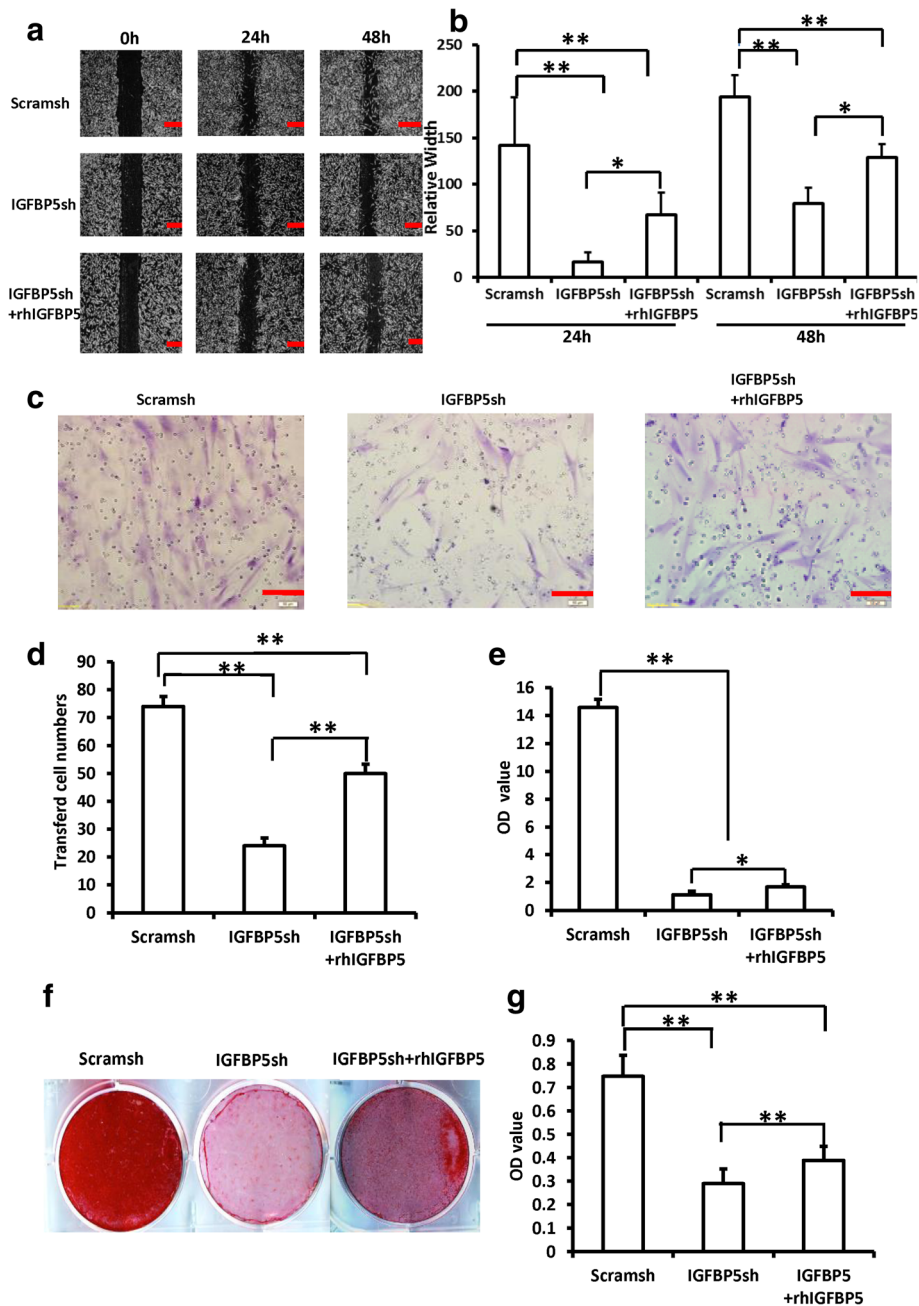 a
0h
24h
48h
Scramsh
IGFBP5sh
IGFBP5sh
+rhIGFBP5
b
Relative Width
250
200
150
100
50
0
**
**
*
**
**
*
Scramsh
IGFBP5sh
IGFBP5sh
+rhIGFBP5
Scramsh
IGFBP5sh
IGFBP5sh
+rhIGFBP5
24h
48h
c
Scramsh
IGFBP5sh
IGFBP5sh
+rhIGFBP5
d
Transferd cell numbers
90
80
70
60
50
40
30
20
10
0
**
**
**
Scramsh
IGFBP5sh
IGFBP5sh
+rhIGFBP5
e
OD value
16
14
12
10
8
6
4
2
0
**
*
Scramsh
IGFBP5sh
IGFBP5sh
+rhIGFBP5
f
Scramsh
IGFBP5sh
IGFBP5sh+rhIGFBP5
g
OD value
0.9
0.8
0.7
0.6
0.5
0.4
0.3
0.2
0.1
0
**
**
**
Scramsh
IGFBP5sh
IGFBP5
+rhIGFBP5